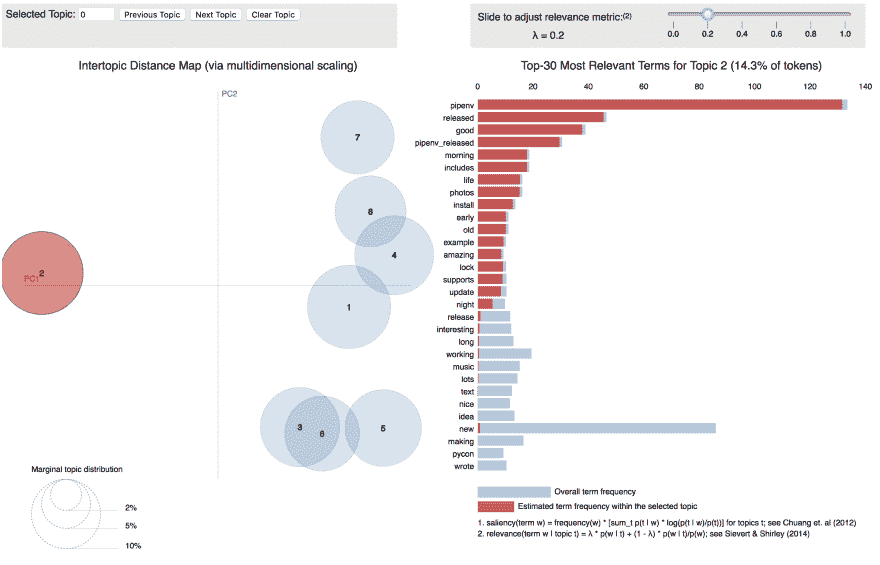 Selected Topic: 0 Previous Topic Next Topic Clear Topic
Slide to adjust relevance metric:(2)
λ = 0.2
0.0 0.2 0.4 0.6 0.8 1.0
Intertopic Distance Map (via multidimensional scaling)
PC2
PC1
7
8
4
2
1
3
6
5
Marginal topic distribution
2%
5%
10%
Top-30 Most Relevant Terms for Topic 2 (14.3% of tokens)
0 20 40 60 80 100 120 140
pipenv
released
good
pipenv_released
morning
includes
life
photos
install
early
old
example
amazing
lock
supports
update
night
release
interesting
long
working
music
lots
text
nice
idea
new
making
pycon
wrote
Overall term frequency
Estimated term frequency within the selected topic
1. saliency(term w) = frequency(w) * [sum_t p(t | w) * log(p(t | w)/p(t))] for topics t; see Chuang et. al (2012)
2. relevance(term w | topic t) = λ * p(w | t) + (1 - λ) * p(w | t)/p(w); see Sievert & Shirley (2014)